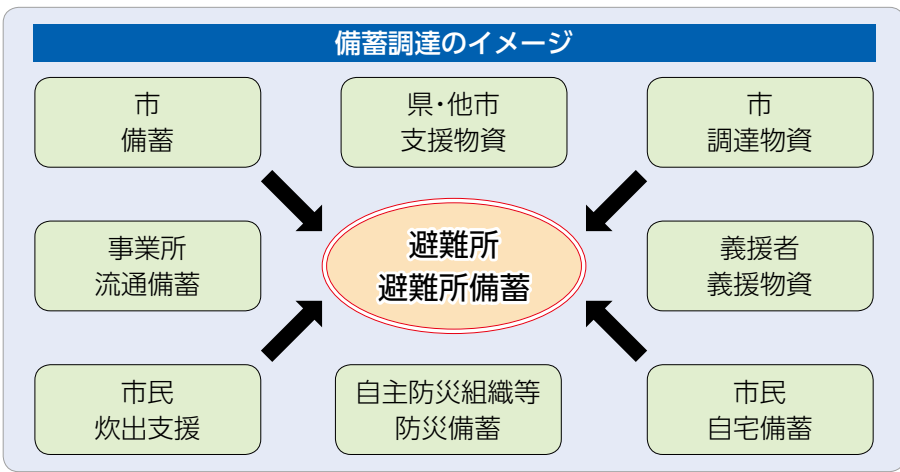 備蓄調達のイメージ
市
備蓄
県・他市
支援物資
市
調達物資
事業所
流通備蓄
避難所
避難所備蓄
義援者
義援物資
市民
炊出支援
自主防災組織等
防災備蓄
市民
自宅備蓄